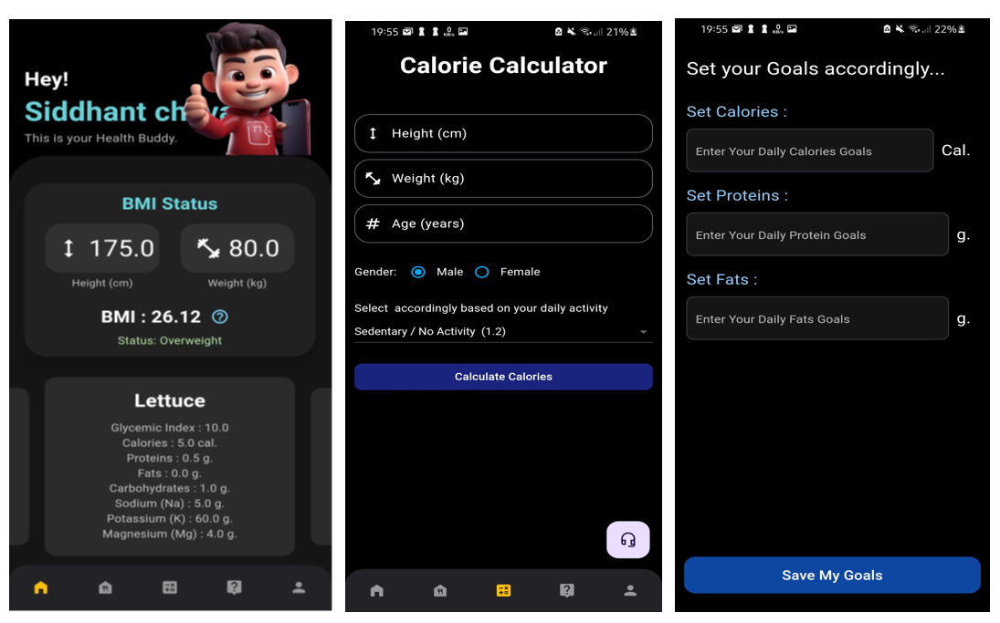 Hey!
Siddhant ch
This is your Health Buddy.
BMI Status
175.0
80.0
Height (cm)
Weight (kg)
BMI : 26.12
Status: Overweight
Lettuce
Glycemic Index : 10.0
Calories : 5.0 cal.
Proteins : 0.5 g.
Fats : 0.0 g.
Carbohydrates : 1.0 g.
Sodium (Na) : 5.0 g.
Potassium (K) : 60.0 g.
Magnesium (Mg) : 4.0 g.
19:55 0 KB/s 21%
Calorie Calculator
Height (cm)
Weight (kg)
# Age (years)
Gender: Male Female
Select  accordingly based on your daily activity
Sedentary / No Activity  (1.2)
Calculate Calories
19:55 0 KB/s 22%
Set your Goals accordingly...
Set Calories :
Enter Your Daily Calories Goals Cal.
Set Proteins :
Enter Your Daily Protein Goals g.
Set Fats :
Enter Your Daily Fats Goals g.
Save My Goals